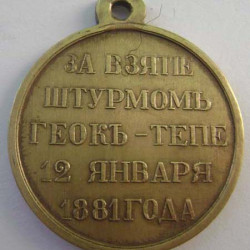 ЗА ВЗЯТІЕ
ШТУРМОМЪ
ГЕОКЪ-ТЕПЕ
12 ЯНВАРЯ
1881 ГОДА